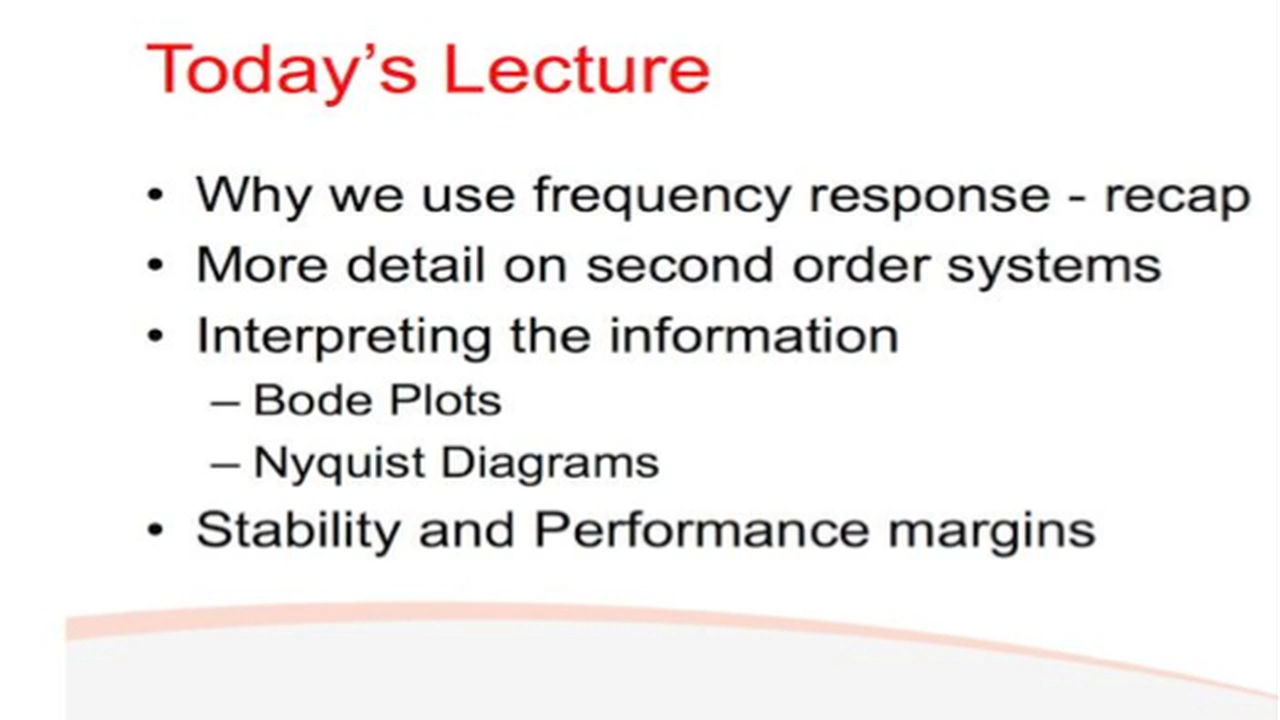 Today’s Lecture
• Why we use frequency response - recap
• More detail on second order systems
• Interpreting the information
– Bode Plots
– Nyquist Diagrams
• Stability and Performance margins